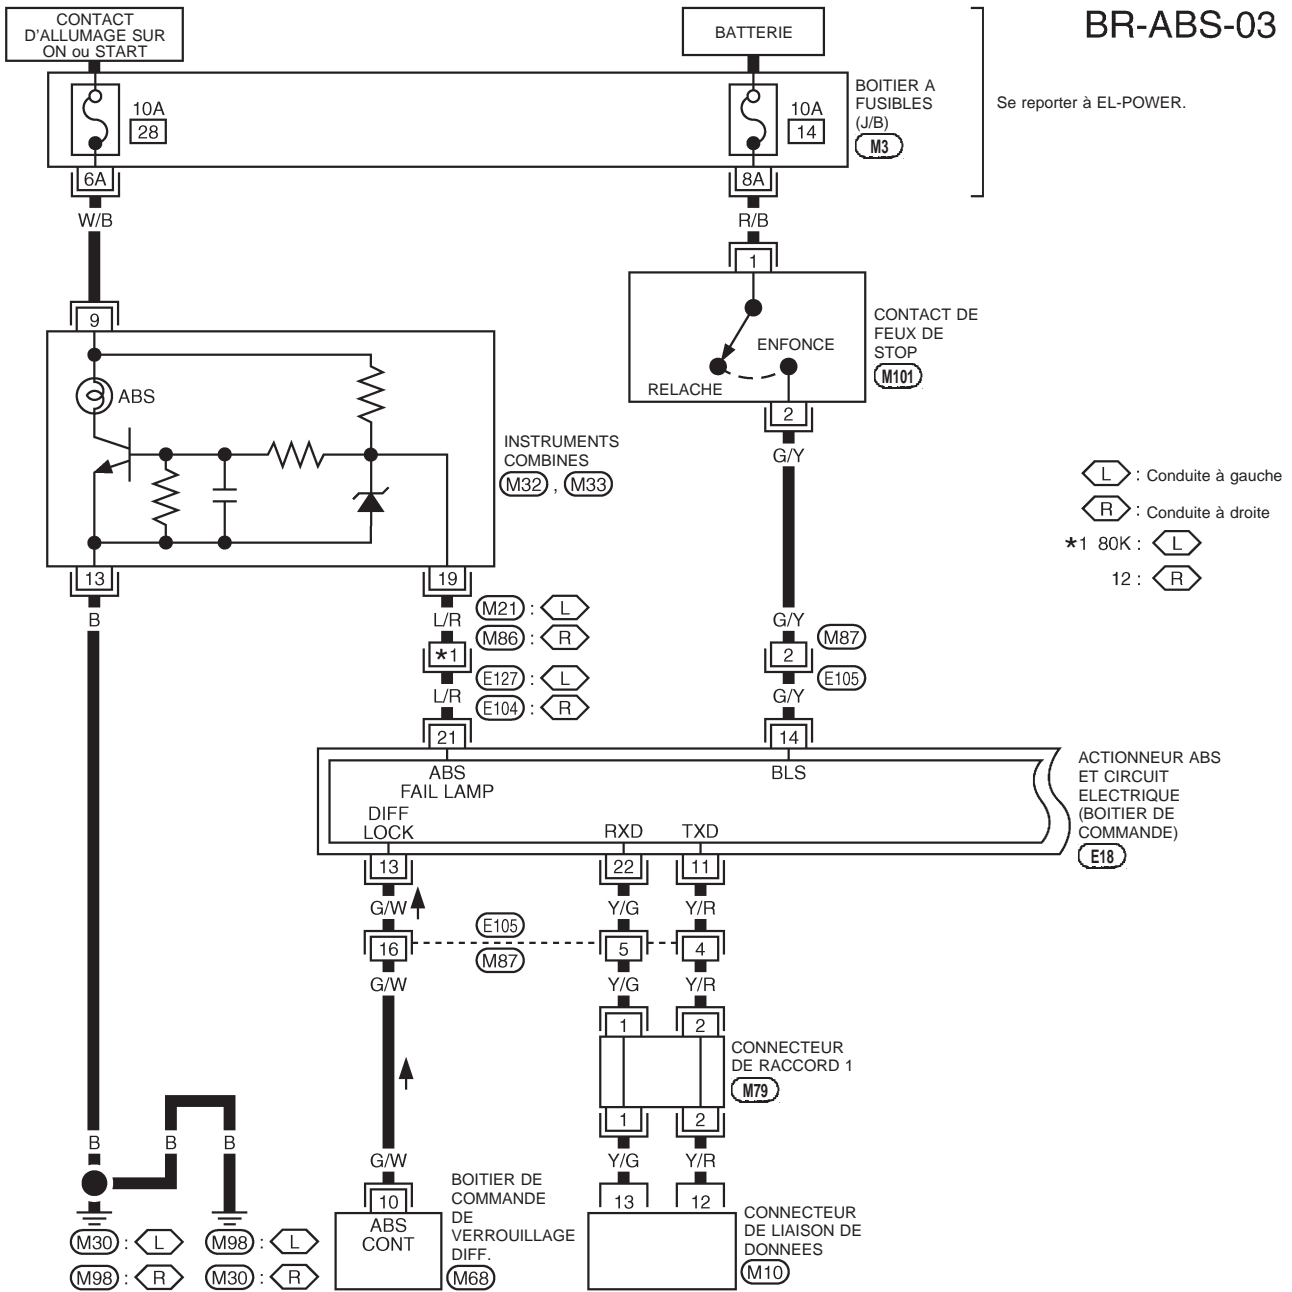 BR-ABS-03
CONTACT
D'ALLUMAGE SUR
ON ou START
BATTERIE
10A
28
10A
14
BOITIER A
FUSIBLES
(J/B)
M3
Se reporter à EL-POWER.
6A
8A
W/B
R/B
9
1
ABS
INSTRUMENTS
COMBINES
M32 , M33
ENFONCE
RELACHE
CONTACT DE
FEUX DE
STOP
M101
2
G/Y
L : Conduite à gauche
R : Conduite à droite
*1 80K : L
12 : R
13
19
B
L/R
M21 : L
M86 : R
*1
E127 : L
E104 : R
L/R
21
G/Y
2
M87
E105
G/Y
14
ABS
FAIL LAMP
BLS
DIFF
LOCK
RXD
TXD
ACTIONNEUR ABS
ET CIRCUIT
ELECTRIQUE
(BOITIER DE
COMMANDE)
E18
13
22
11
G/W
Y/G
Y/R
16
E105
M87
5
4
G/W
Y/G
Y/R
1
2
CONNECTEUR
DE RACCORD 1
M79
1
2
B
B
B
G/W
Y/G
Y/R
10
13
12
ABS
CONT
BOITIER DE
COMMANDE
DE
VERROUILLAGE
DIFF.
M68
CONNECTEUR
DE LIAISON DE
DONNEES
M10
M30 : L
M98 : L
M98 : R
M30 : R